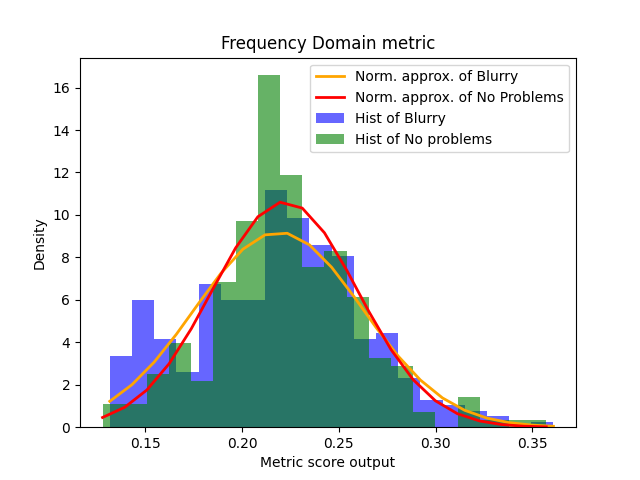 Frequency Domain metric
Norm. approx. of Blurry
Norm. approx. of No Problems
Hist of Blurry
Hist of No problems
Density
16
14
12
10
8
6
4
2
0
0.15 0.20 0.25 0.30 0.35
Metric score output